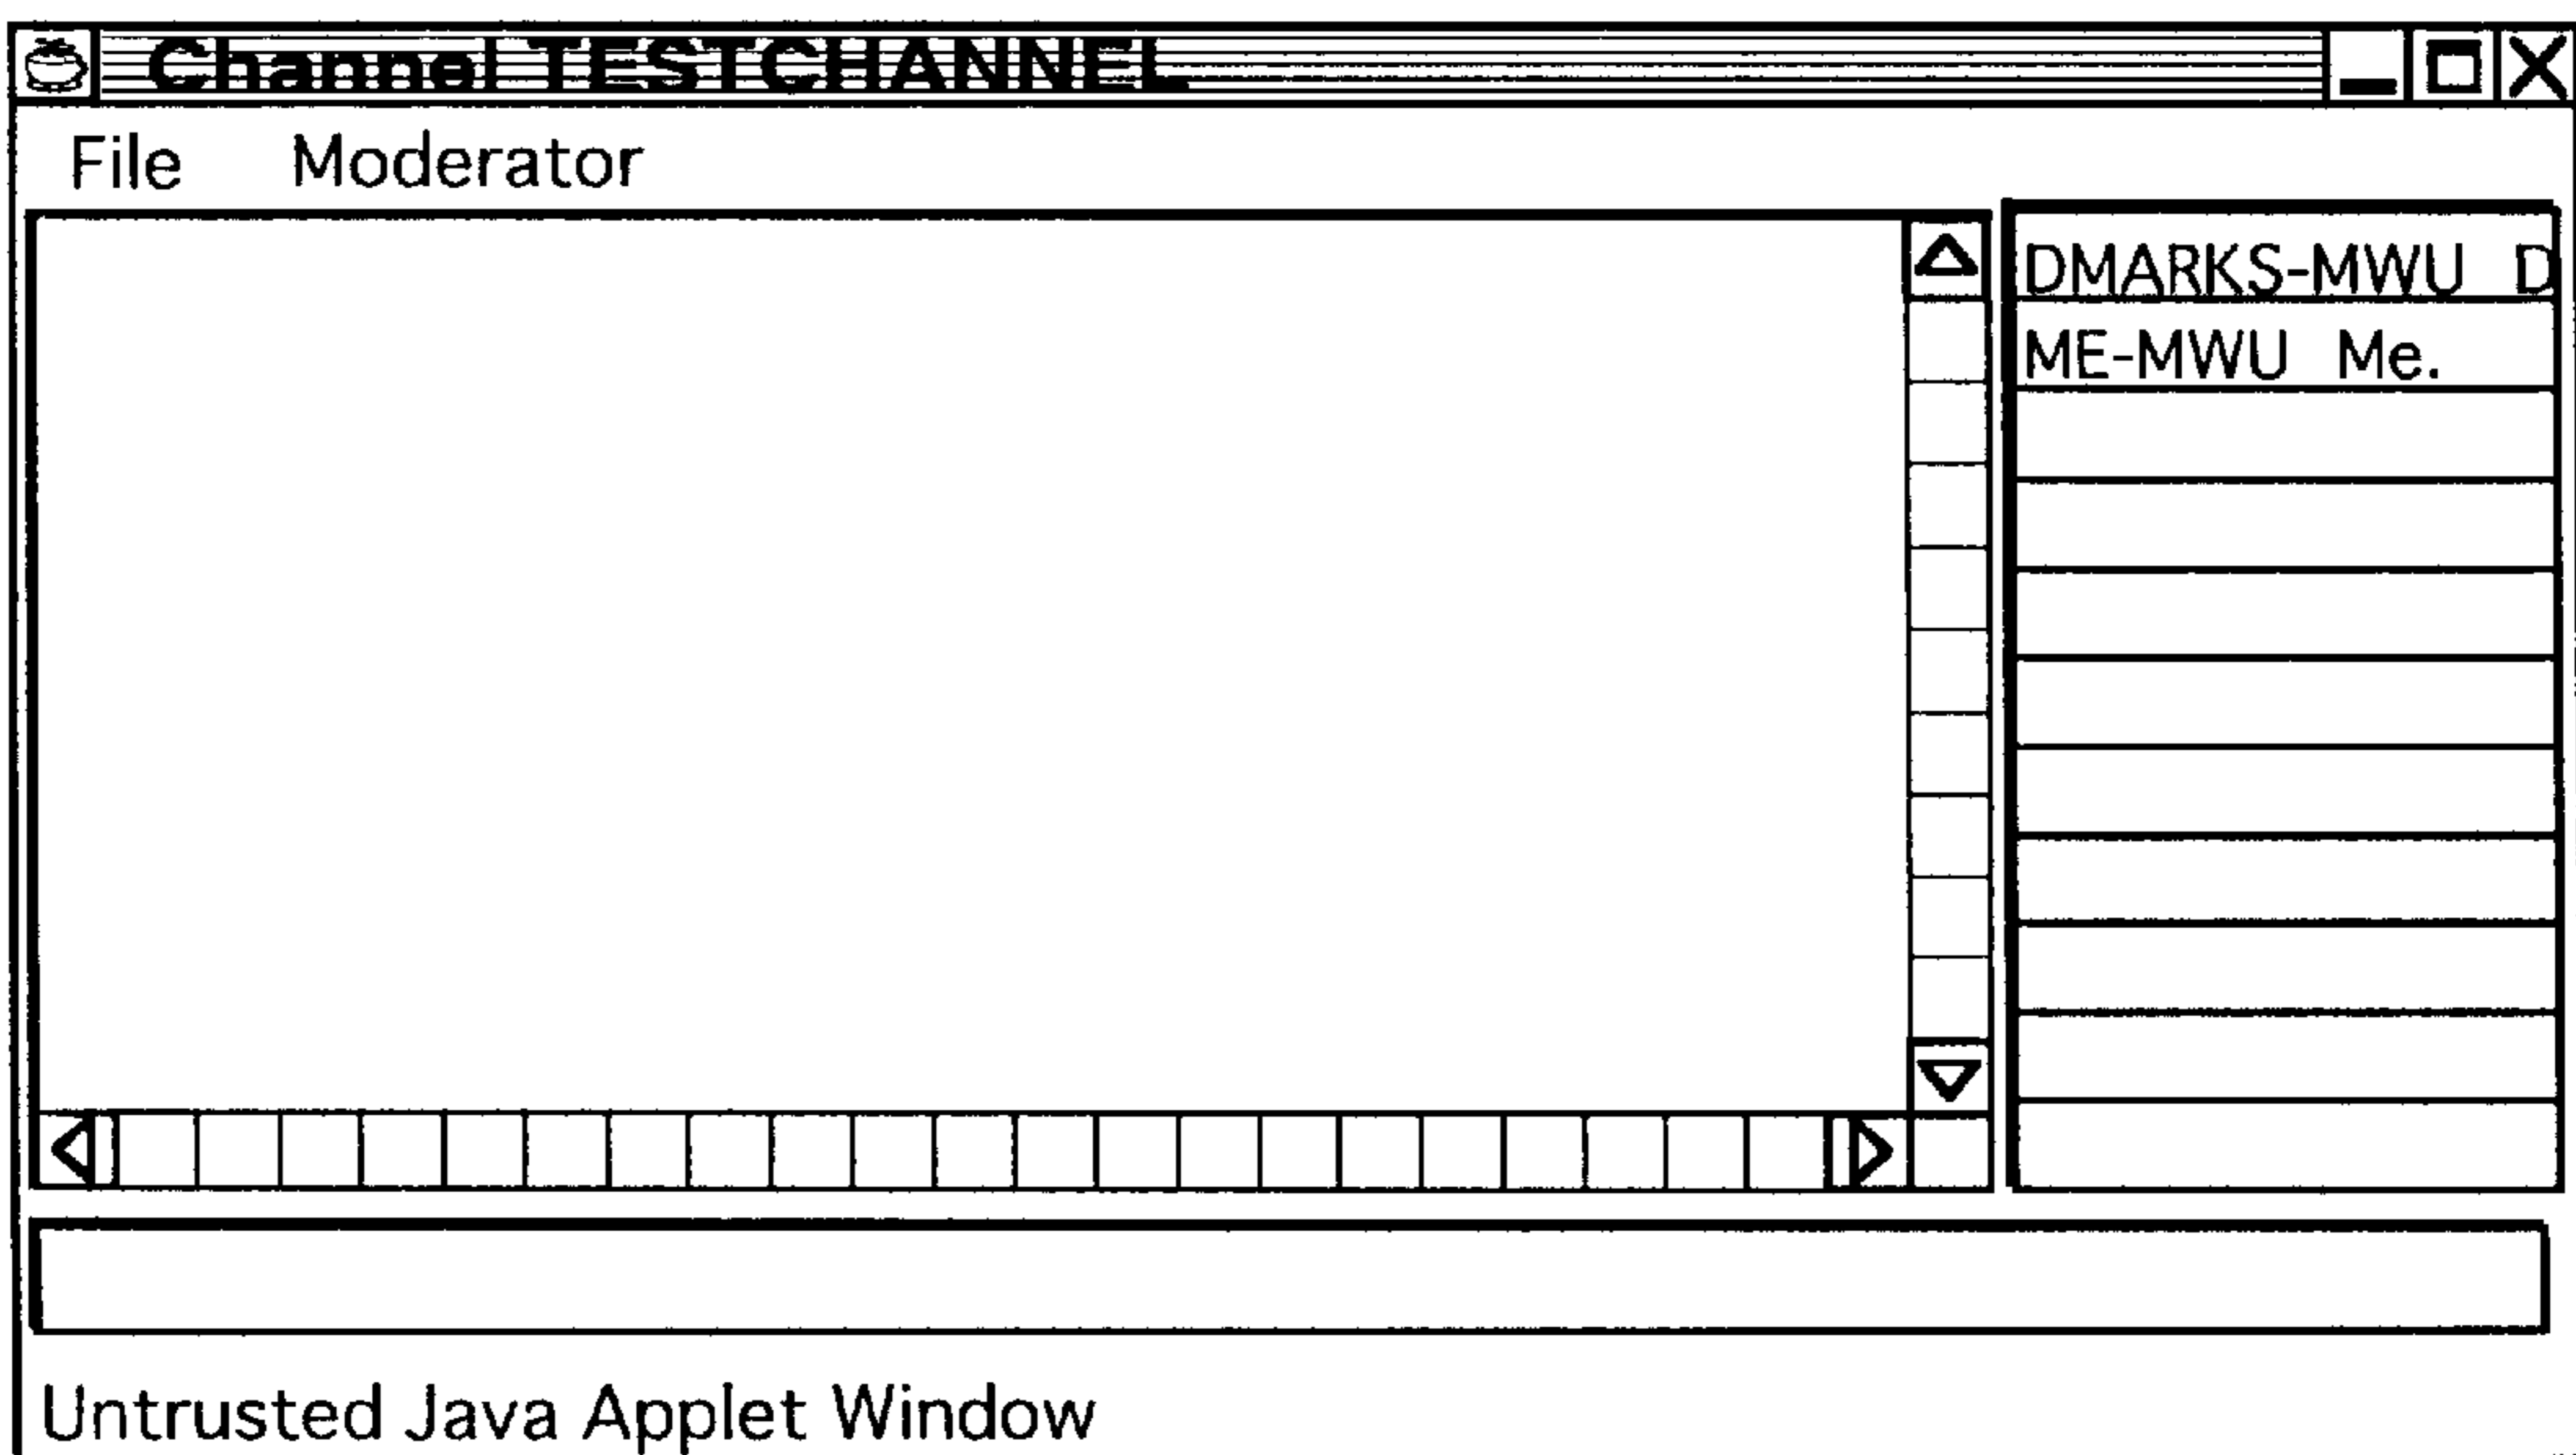 Channel TESTCHANNEL
File Moderator
DMARKS-MWU D
ME-MWU Me.
Untrusted Java Applet Window